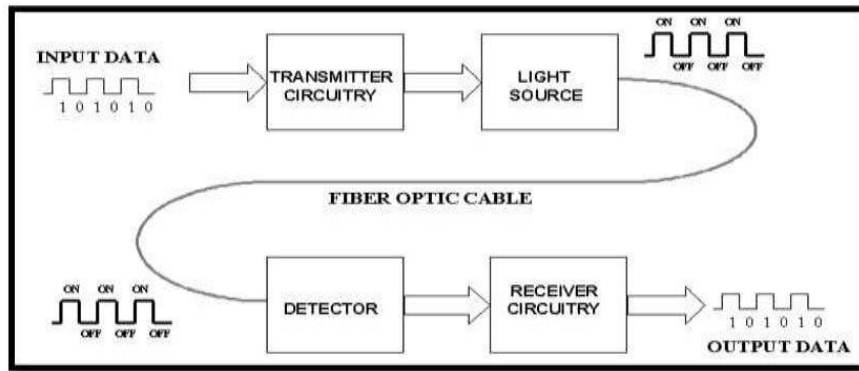 ON ON ON
OFF OFF OFF
INPUT DATA
1 0 1 0 1 0
TRANSMITTER
CIRCUITRY
LIGHT
SOURCE
FIBER OPTIC CABLE
ON ON ON
OFF OFF OFF
DETECTOR
RECEIVER
CIRCUITRY
1 0 1 0 1 0
OUTPUT DATA